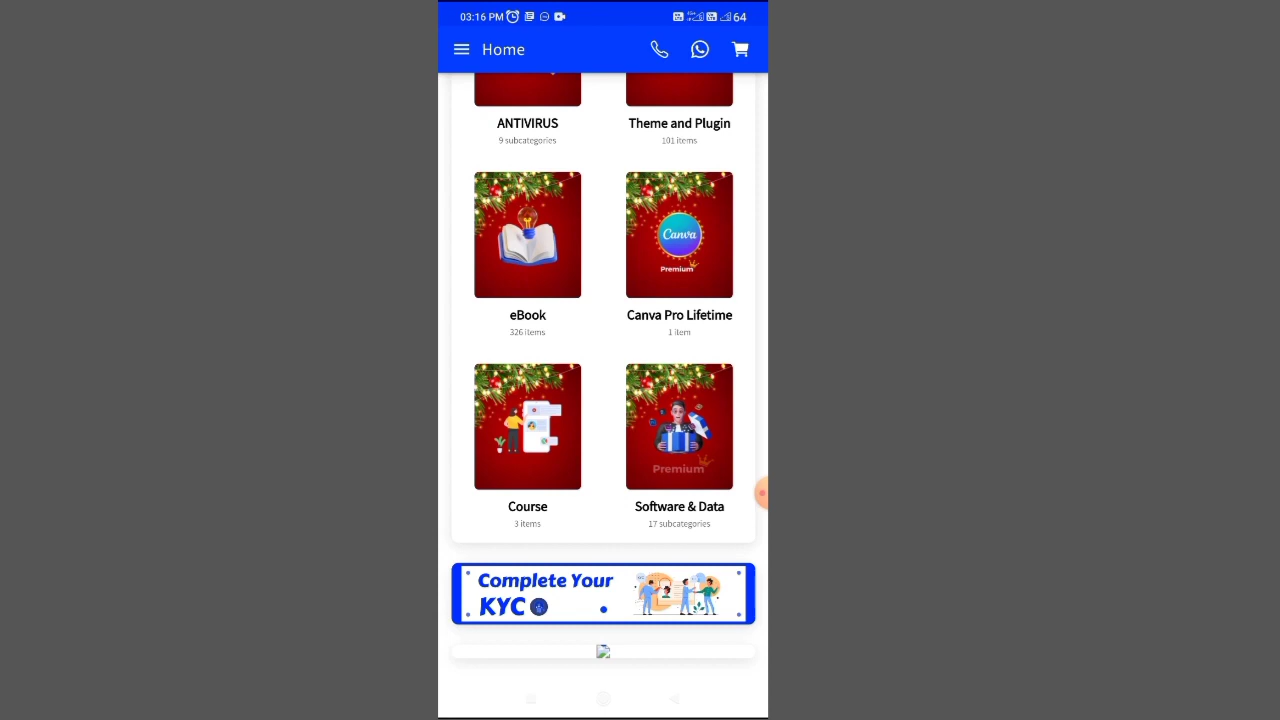 03:16 PM
64
Home
ANTIVIRUS
Theme and Plugin
9 subcategories
101 items
Canva
Premium
eBook
Canva Pro Lifetime
326 items
1 item
Premium
Course
Software & Data
3 items
17 subcategories
Complete Your
KYC